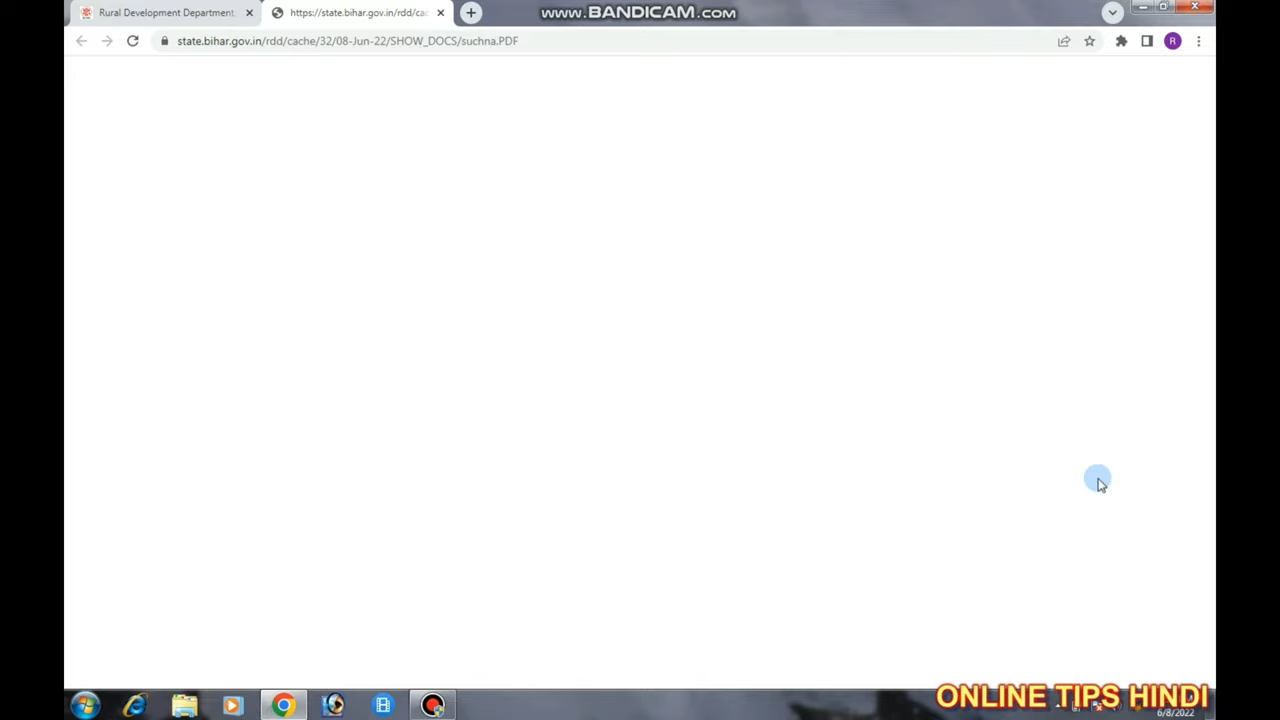 Rural Development Department,
https://state.bihar.gov.in/rdd/cac
www.BANDICAM.com
state.bihar.gov.in/rdd/cache/32/08-Jun-22/SHOW_DOCS/suchna.PDF
R
ONLINE TIPS HINDI
6/8/2022